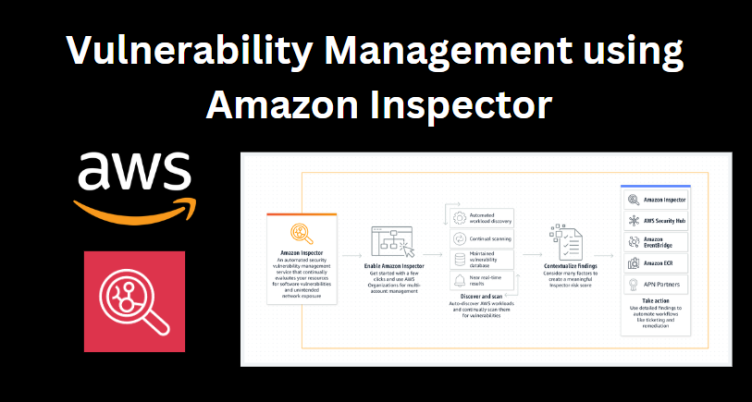 Vulnerability Management using
Amazon Inspector
aws
Amazon Inspector
An automated security
vulnerability management
service that continually
evaluates your resources
for software vulnerabilities
and unintended
network exposure
Enable Amazon Inspector
Get started with a few
clicks and use AWS
Organizations for multi-
account management
Automated
workload discovery
Continual scanning
Maintained
vulnerability
database
Near real-time
results
Discover and scan
Auto-discover AWS workloads
and continually scan them
for vulnerabilities
Contextualize findings
Consider many factors to
create a meaningful
Inspector risk score
Amazon Inspector
AWS Security Hub
Amazon
EventBridge
Amazon ECR
APN Partners
Take action
Use detailed findings to
automate workflows
like ticketing and
remediation